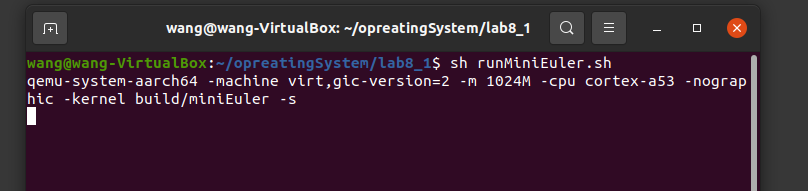 wang@wang-VirtualBox: ~/opreatingSystem/lab8_1
wang@wang-VirtualBox:~/opreatingSystem/lab8_1$ sh runMiniEuler.sh
qemu-system-aarch64 -machine virt,gic-version=2 -m 1024M -cpu cortex-a53 -nograp
hic -kernel build/miniEuler -s